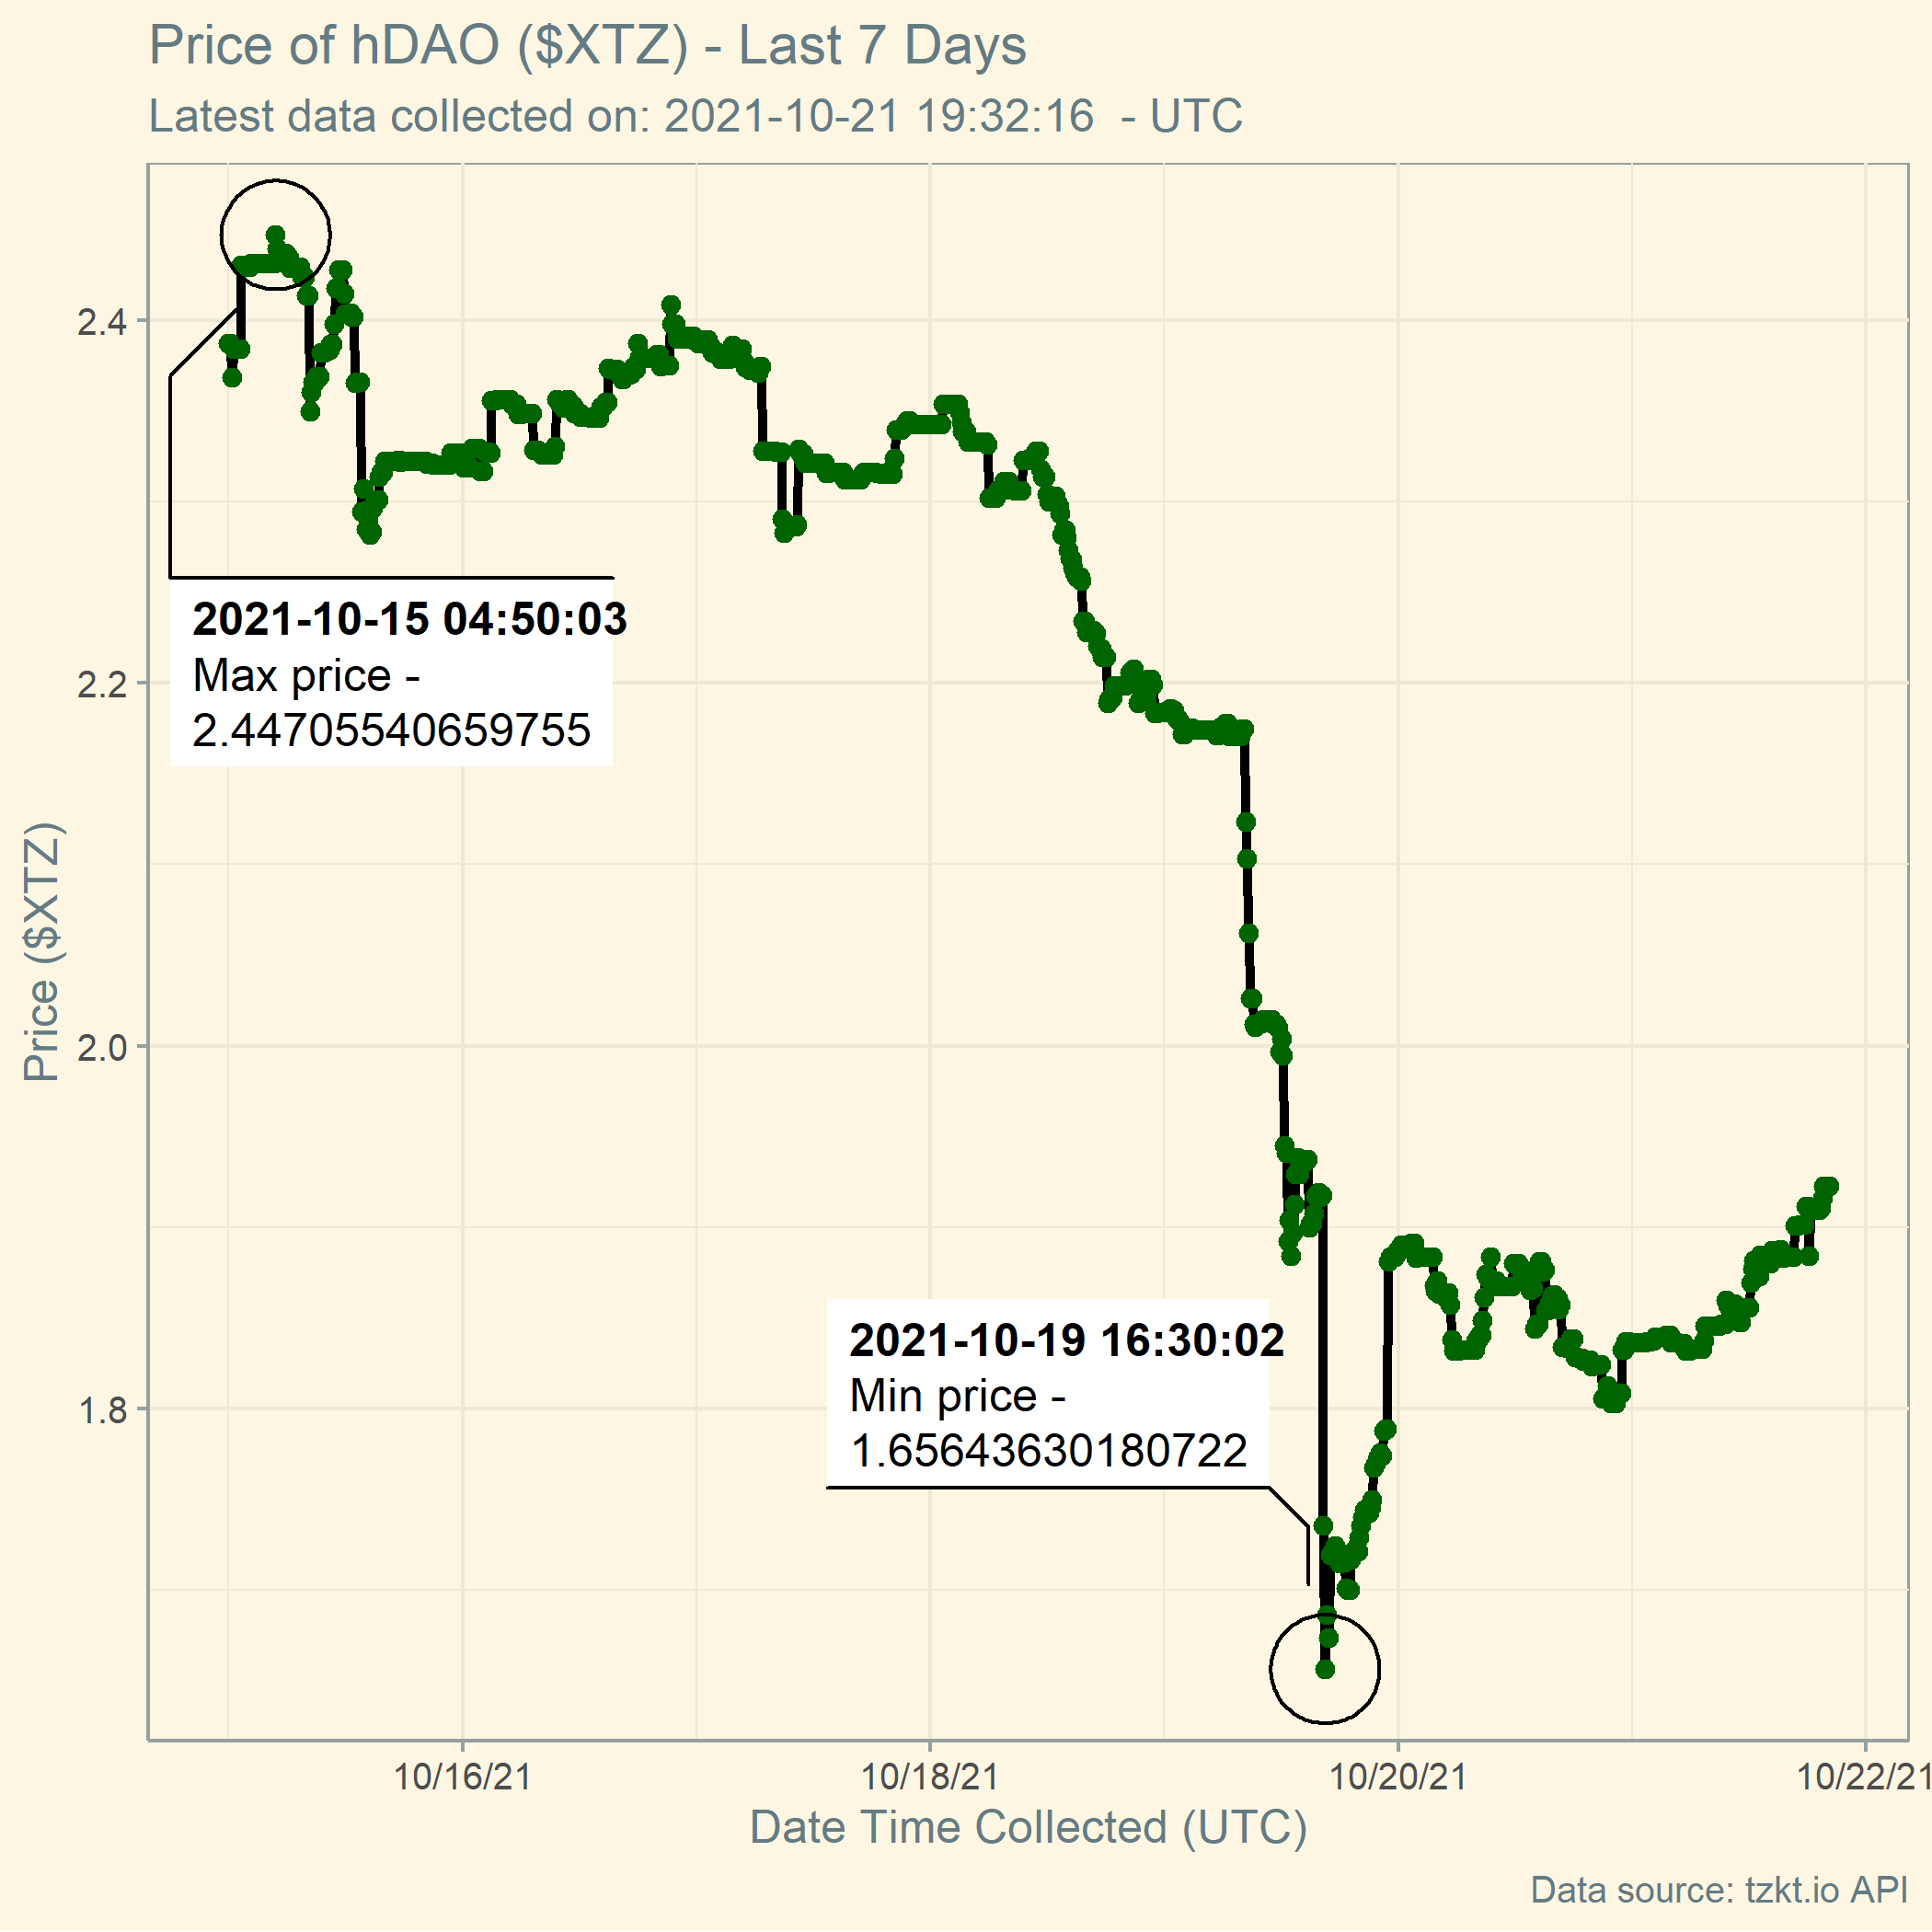 Price of hDAO ($XTZ) - Last 7 Days
Latest data collected on: 2021-10-21 19:32:16  - UTC
2.4
2.2
2.0
1.8
Price ($XTZ)
2021-10-15 04:50:03
Max price -
2.44705540659755
2021-10-19 16:30:02
Min price -
1.65643630180722
10/16/21
10/18/21
10/20/21
10/22/21
Date Time Collected (UTC)
Data source: tzkt.io API